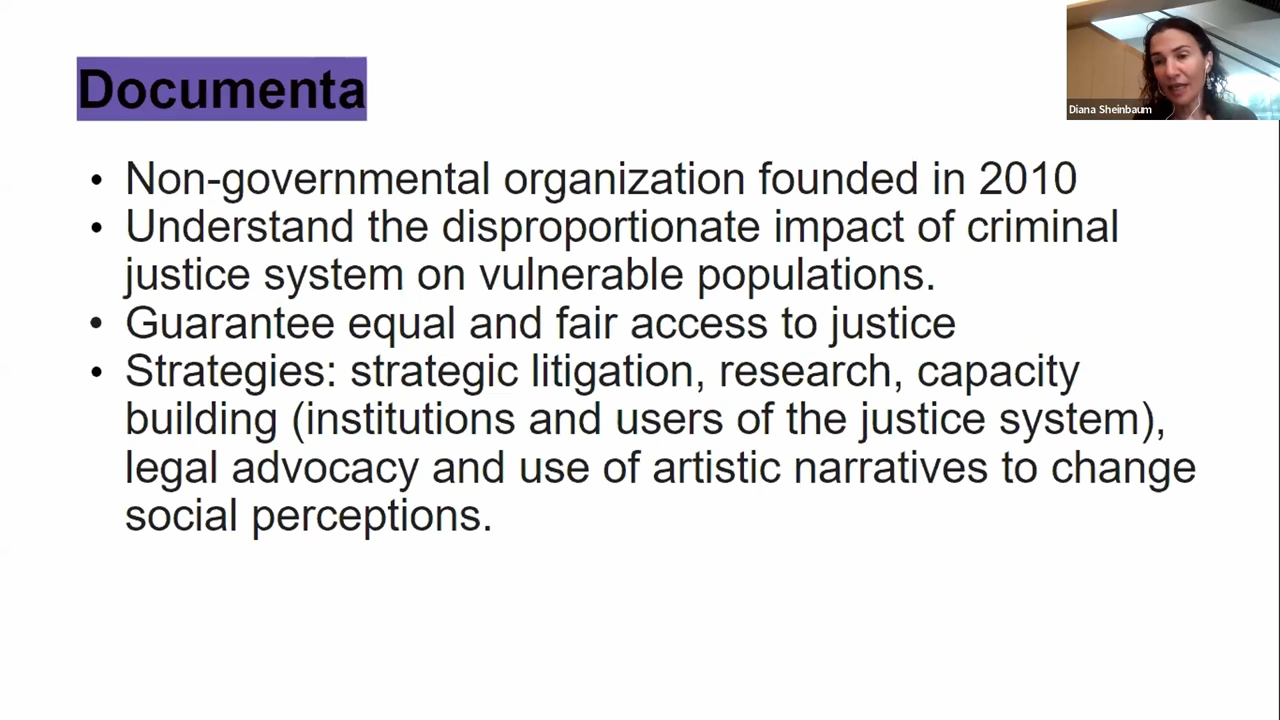 Documenta
Diana Sheinbaum
• Non-governmental organization founded in 2010
• Understand the disproportionate impact of criminal
justice system on vulnerable populations.
• Guarantee equal and fair access to justice
• Strategies: strategic litigation, research, capacity
building (institutions and users of the justice system),
legal advocacy and use of artistic narratives to change
social perceptions.